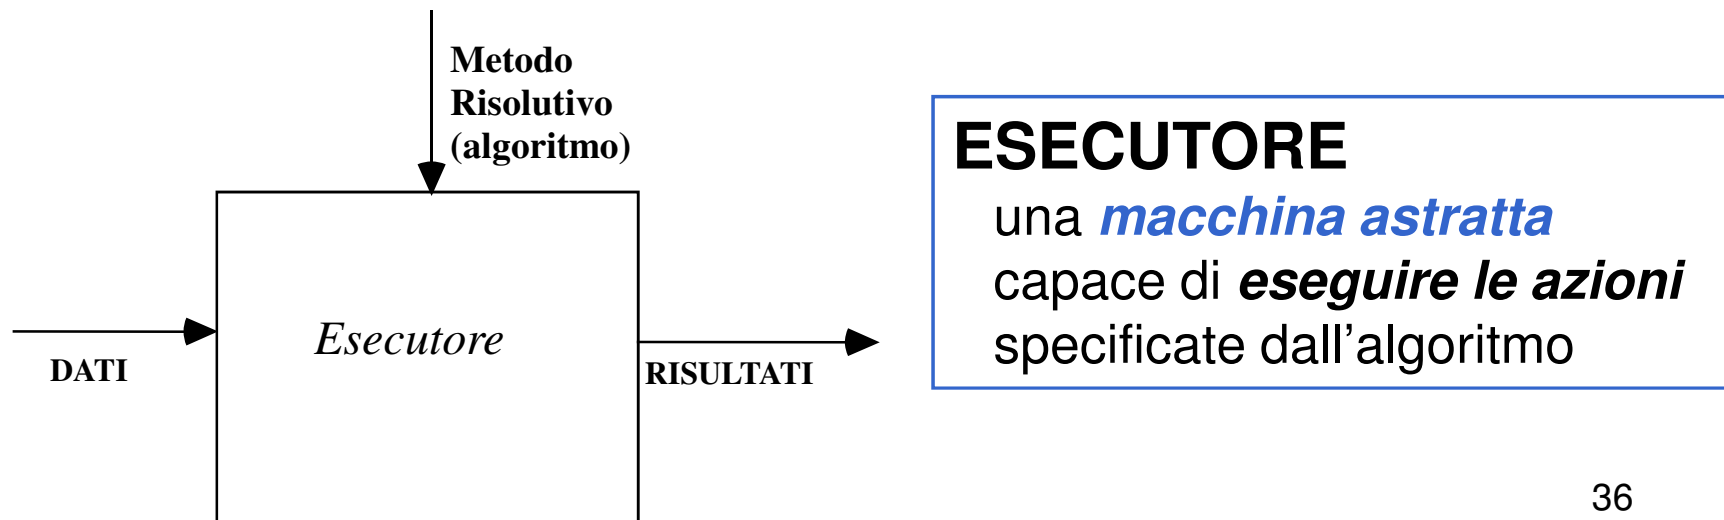 Metodo
Risolutivo
(algoritmo)
Esecutore
DATI
RISULTATI
ESECUTORE
una macchina astratta
capace di eseguire le azioni
specificate dall’algoritmo
36